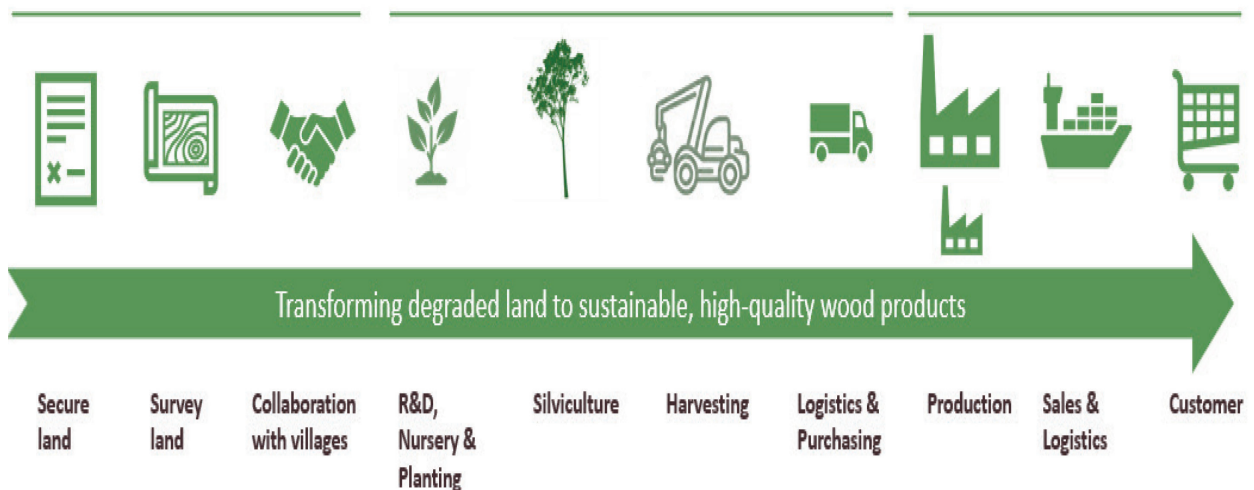 Transforming degraded land to sustainable, high-quality wood products
Secure
land
Survey
land
Collaboration
with villages
R&D,
Nursery &
Planting
Silviculture
Harvesting
Logistics &
Purchasing
Production
Sales &
Logistics
Customer